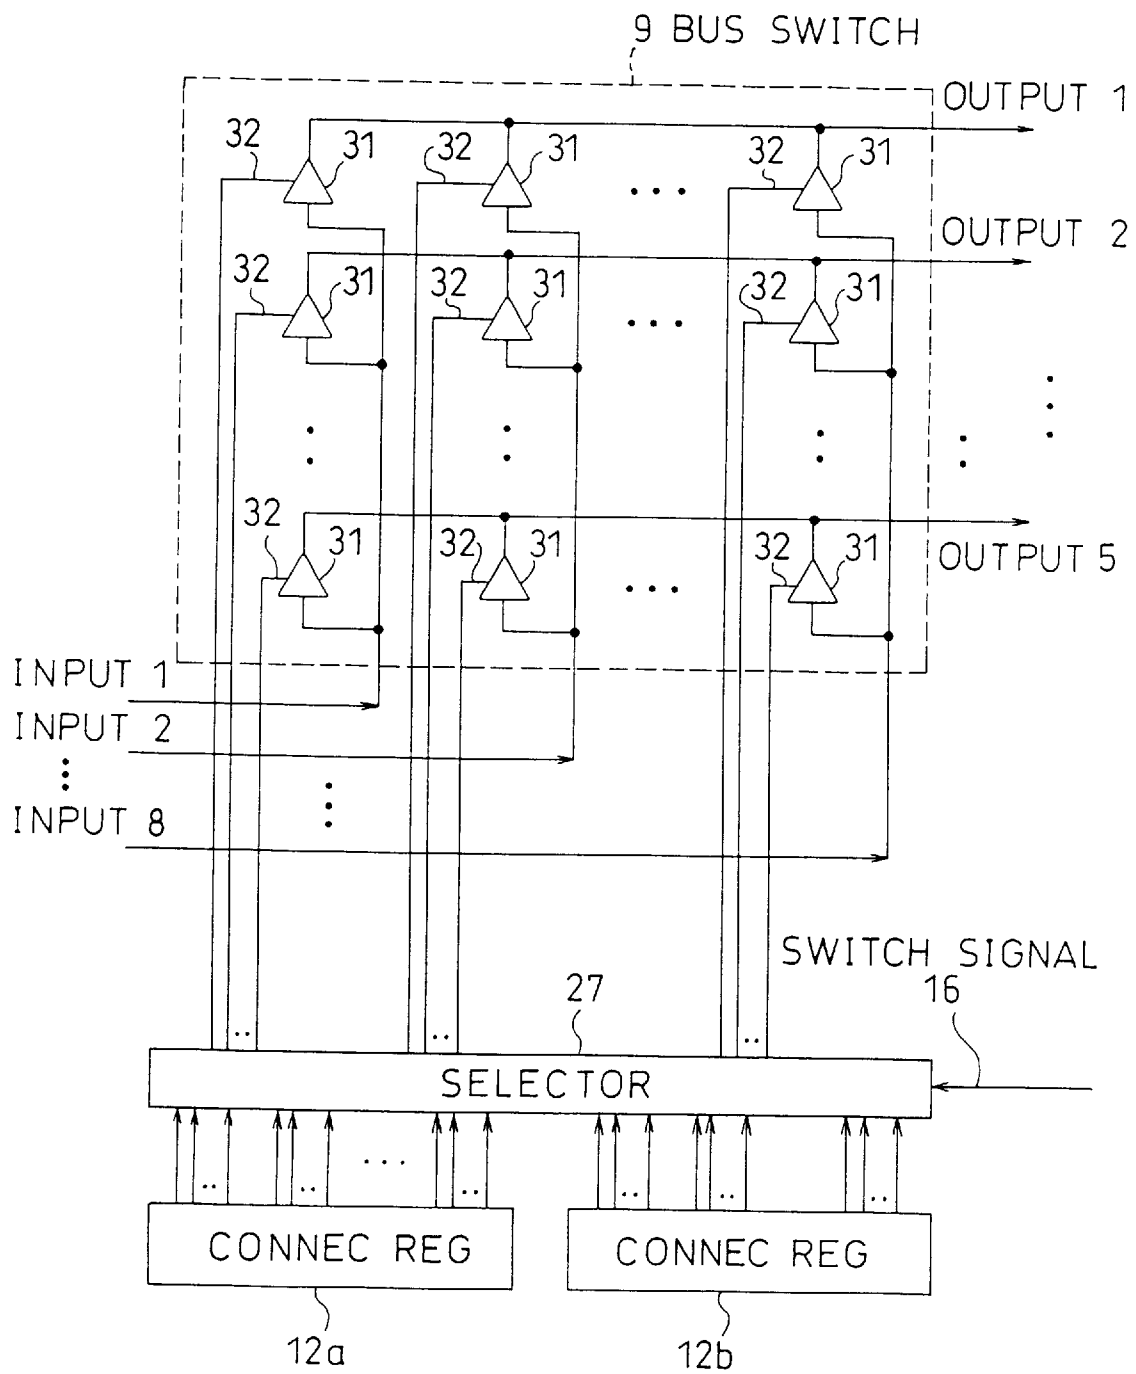 9 BUS SWITCH
OUTPUT 1
32 31 32 31 32 31
OUTPUT 2
32 31 32 31 32 31
32 31 32 31 32 31
OUTPUT 5
INPUT 1
INPUT 2
INPUT 8
SWITCH SIGNAL
27 16
SELECTOR
CONNEC REG CONNEC REG
12a 12b